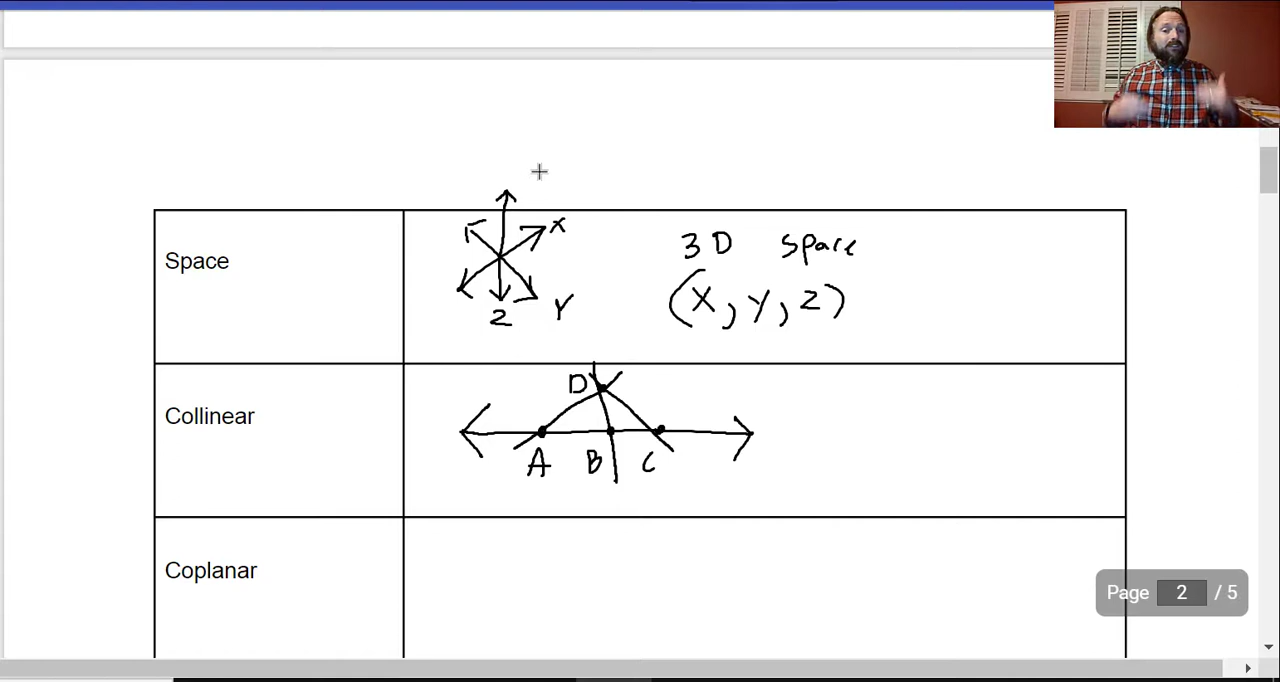 X
Space
3D space
(X, Y, Z)
Z
Y
D
Collinear
A B C
Coplanar
Page 2 / 5